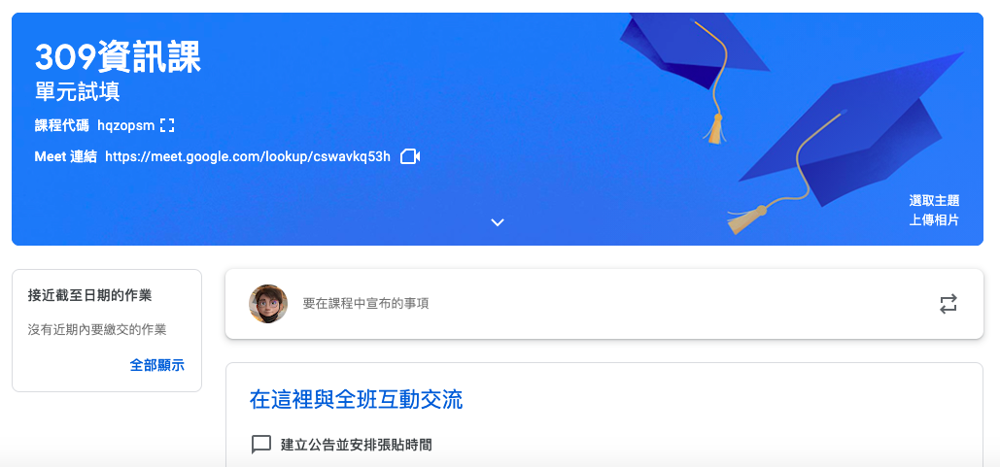 309資訊課
單元試填
課程代碼 hqzopsm
Meet 連結 https://meet.google.com/lookup/cswavkq53h
選取主題
上傳相片
接近截至日期的作業
沒有近期內要繳交的作業
全部顯示
要在課程中宣布的事項
在這裡與全班互動交流
建立公告並安排張貼時間